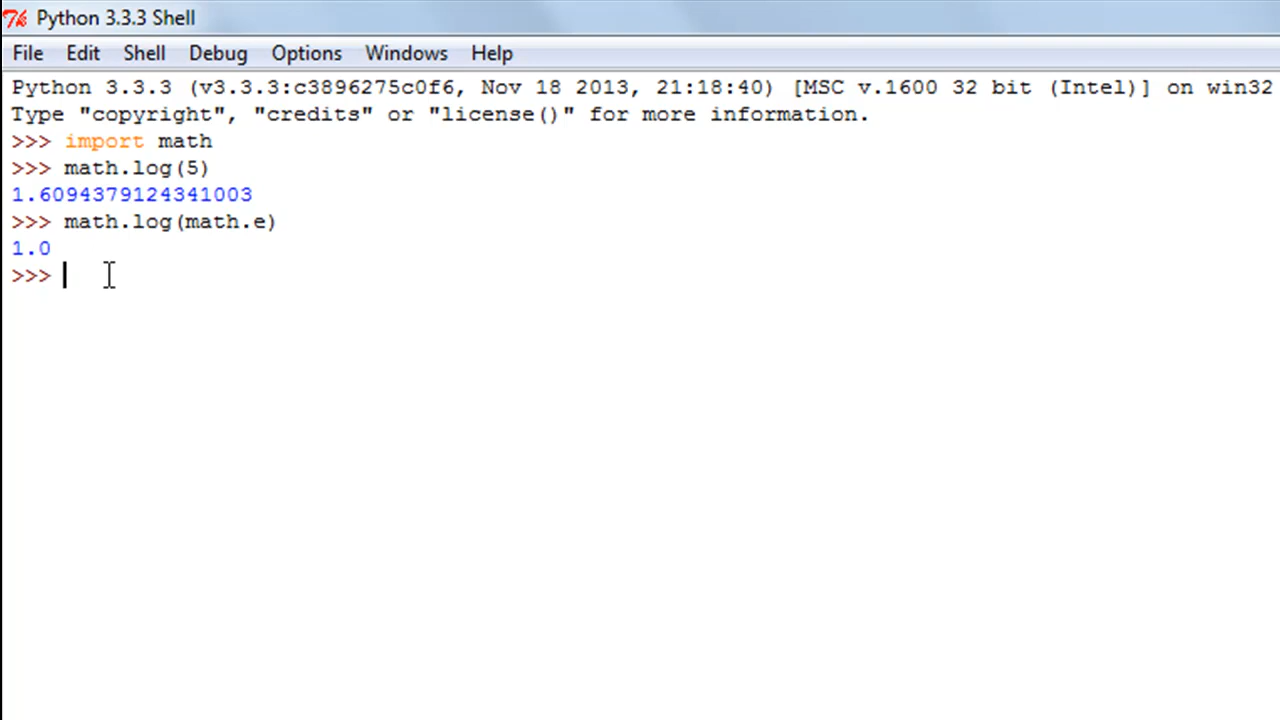 Python 3.3.3 Shell
File Edit Shell Debug Options Windows Help
Python 3.3.3 (v3.3.3:c3896275c0f6, Nov 18 2013, 21:18:40) [MSC v.1600 32 bit (Intel)] on win32
Type "copyright", "credits" or "license()" for more information.
>>> import math
>>> math.log(5)
1.6094379124341003
>>> math.log(math.e)
1.0
>>>